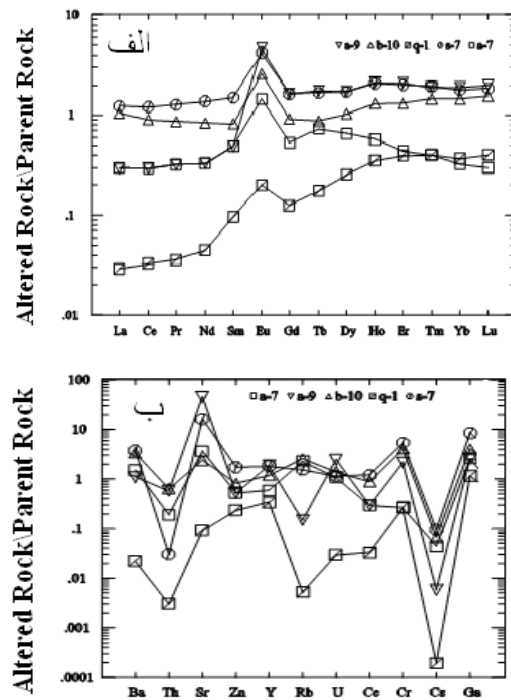 الف
▿ a-9 △ b-10 □ q-1 ○ s-7 □ a-7
Altered Rock\Parent Rock
10
1
.1
.01
La Ce Pr Nd Sm Eu Gd Tb Dy Ho Er Tm Yb Lu
ب
□ a-7 ▿ a-9 △ b-10 □ q-1 ○ s-7
Altered Rock\Parent Rock
100
10
1
.1
.01
.001
.0001
Ba Th Sr Zn Y Rb U Ce Cr Cs Ga